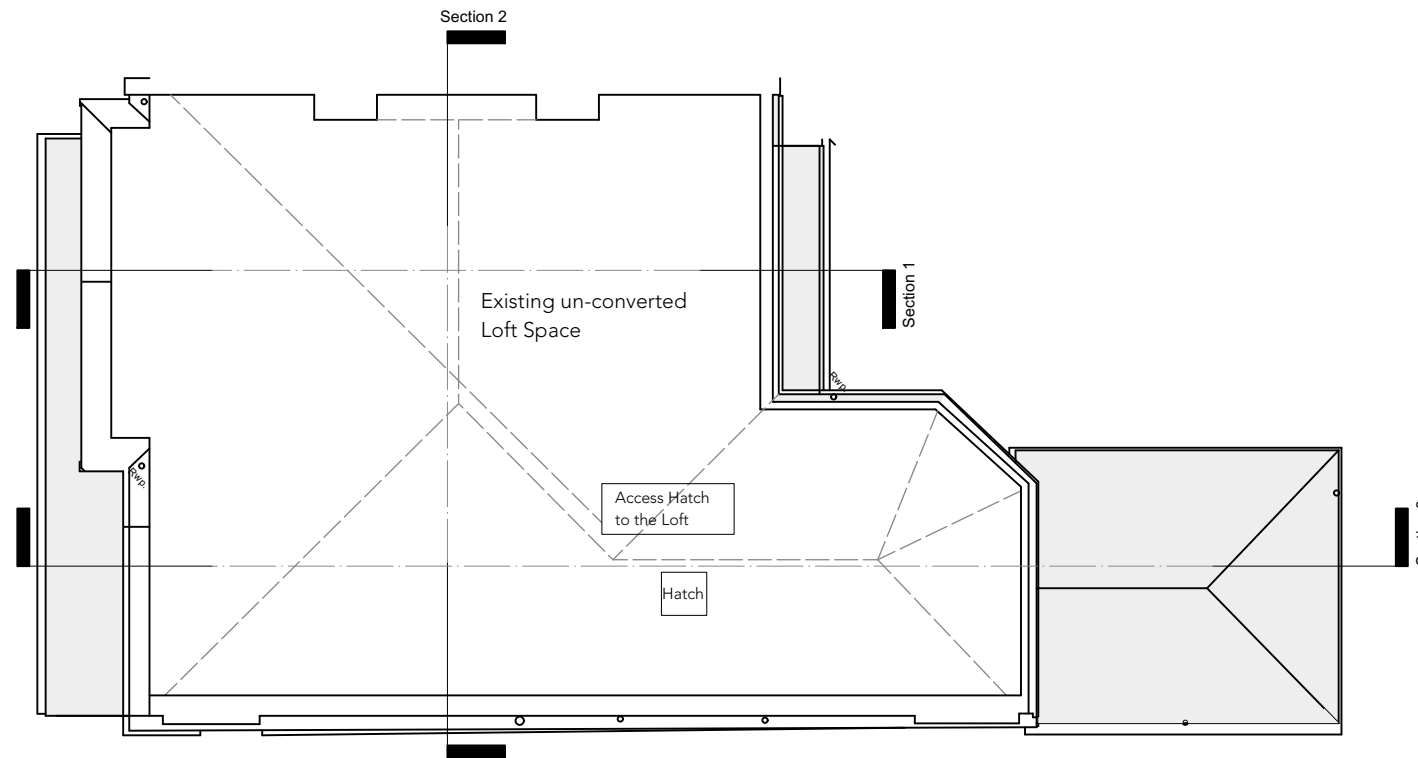 Section 2
Section 1
Existing un-converted
Loft Space
Rwp.
Rwp.
Access Hatch
to the Loft
Hatch